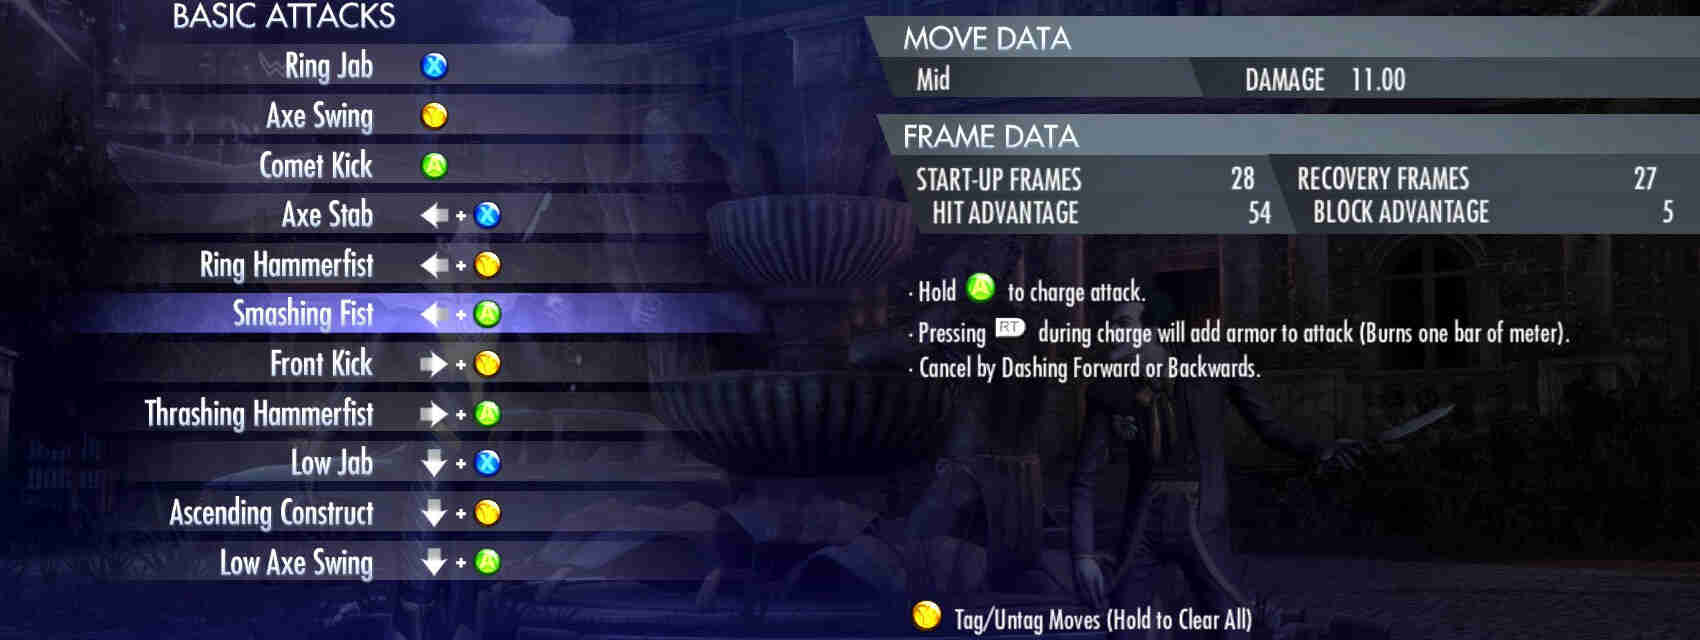 BASIC ATTACKS
Ring Jab X
Axe Swing Y
Comet Kick A
Axe Stab + X
Ring Hammerfist + Y
Smashing Fist + A
Front Kick + Y
Thrashing Hammerfist + A
Low Jab + X
Ascending Construct + Y
Low Axe Swing + A
MOVE DATA
Mid DAMAGE 11.00
FRAME DATA
START-UP FRAMES 28 RECOVERY FRAMES 27
HIT ADVANTAGE 54 BLOCK ADVANTAGE 5
· Hold A to charge attack.
· Pressing RT during charge will add armor to attack (Burns one bar of meter).
· Cancel by Dashing Forward or Backwards.
Y Tag/Untag Moves (Hold to Clear All)